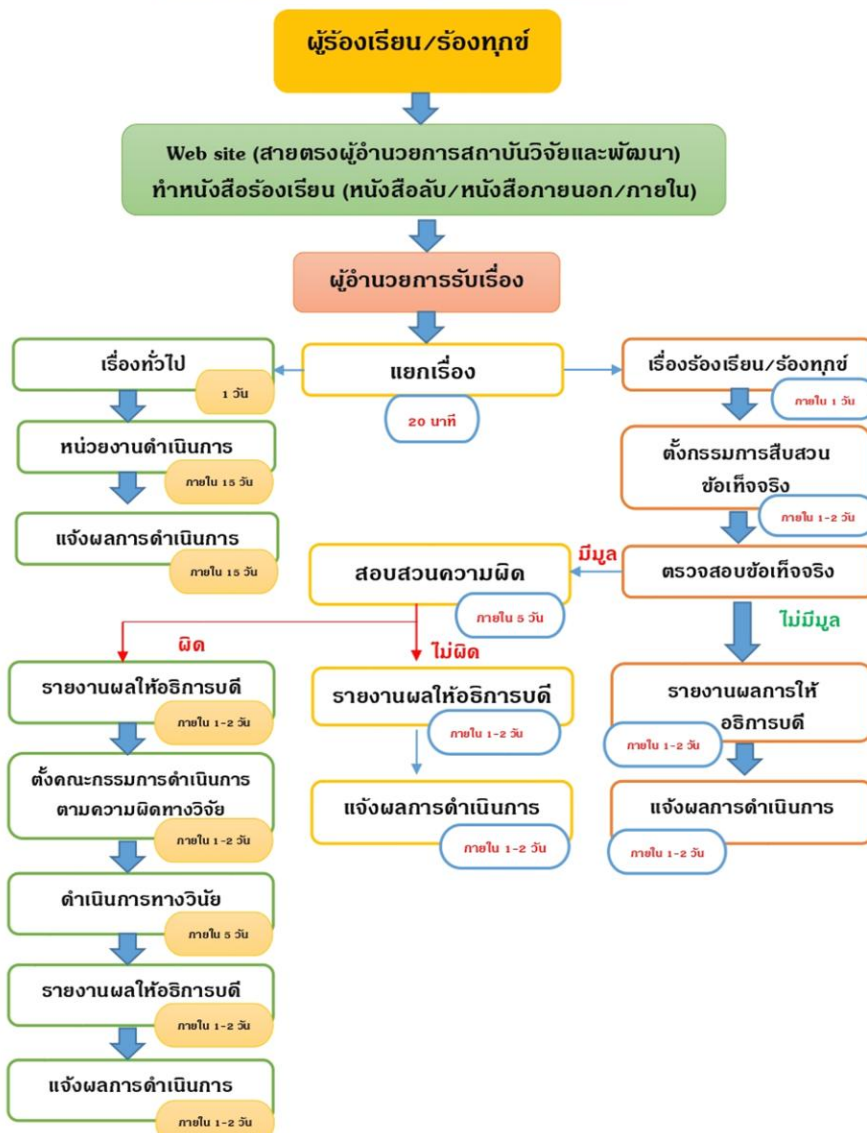 ผู้ร้องเรียน/ร้องทุกข์
Web site (สายตรงผู้อำนวยการสถาบันวิจัยและพัฒนา)
ทำหนังสือร้องเรียน (หนังสือลับ/หนังสือภายนอก/ภายใน)
ผู้อำนวยการรับเรื่อง
แยกเรื่อง
20 นาที
เรื่องทั่วไป
1 วัน
หน่วยงานดำเนินการ
ภายใน 15 วัน
แจ้งผลการดำเนินการ
ภายใน 15 วัน
เรื่องร้องเรียน/ร้องทุกข์
ภายใน 1 วัน
ตั้งกรรมการสืบสวน
ข้อเท็จจริง
ภายใน 1-2 วัน
ตรวจสอบข้อเท็จจริง
มีมูล
ไม่มีมูล
สอบสวนความผิด
ภายใน 5 วัน
ผิด
ไม่ผิด
รายงานผลให้อธิการบดี
ภายใน 1-2 วัน
ตั้งคณะกรรมการดำเนินการ
ตามความผิดทางวิจัย
ภายใน 1-2 วัน
ดำเนินการทางวินัย
ภายใน 5 วัน
รายงานผลให้อธิการบดี
ภายใน 1-2 วัน
แจ้งผลการดำเนินการ
ภายใน 1-2 วัน
รายงานผลให้อธิการบดี
ภายใน 1-2 วัน
แจ้งผลการดำเนินการ
ภายใน 1-2 วัน
รายงานผลการให้
อธิการบดี
ภายใน 1-2 วัน
แจ้งผลการดำเนินการ
ภายใน 1-2 วัน